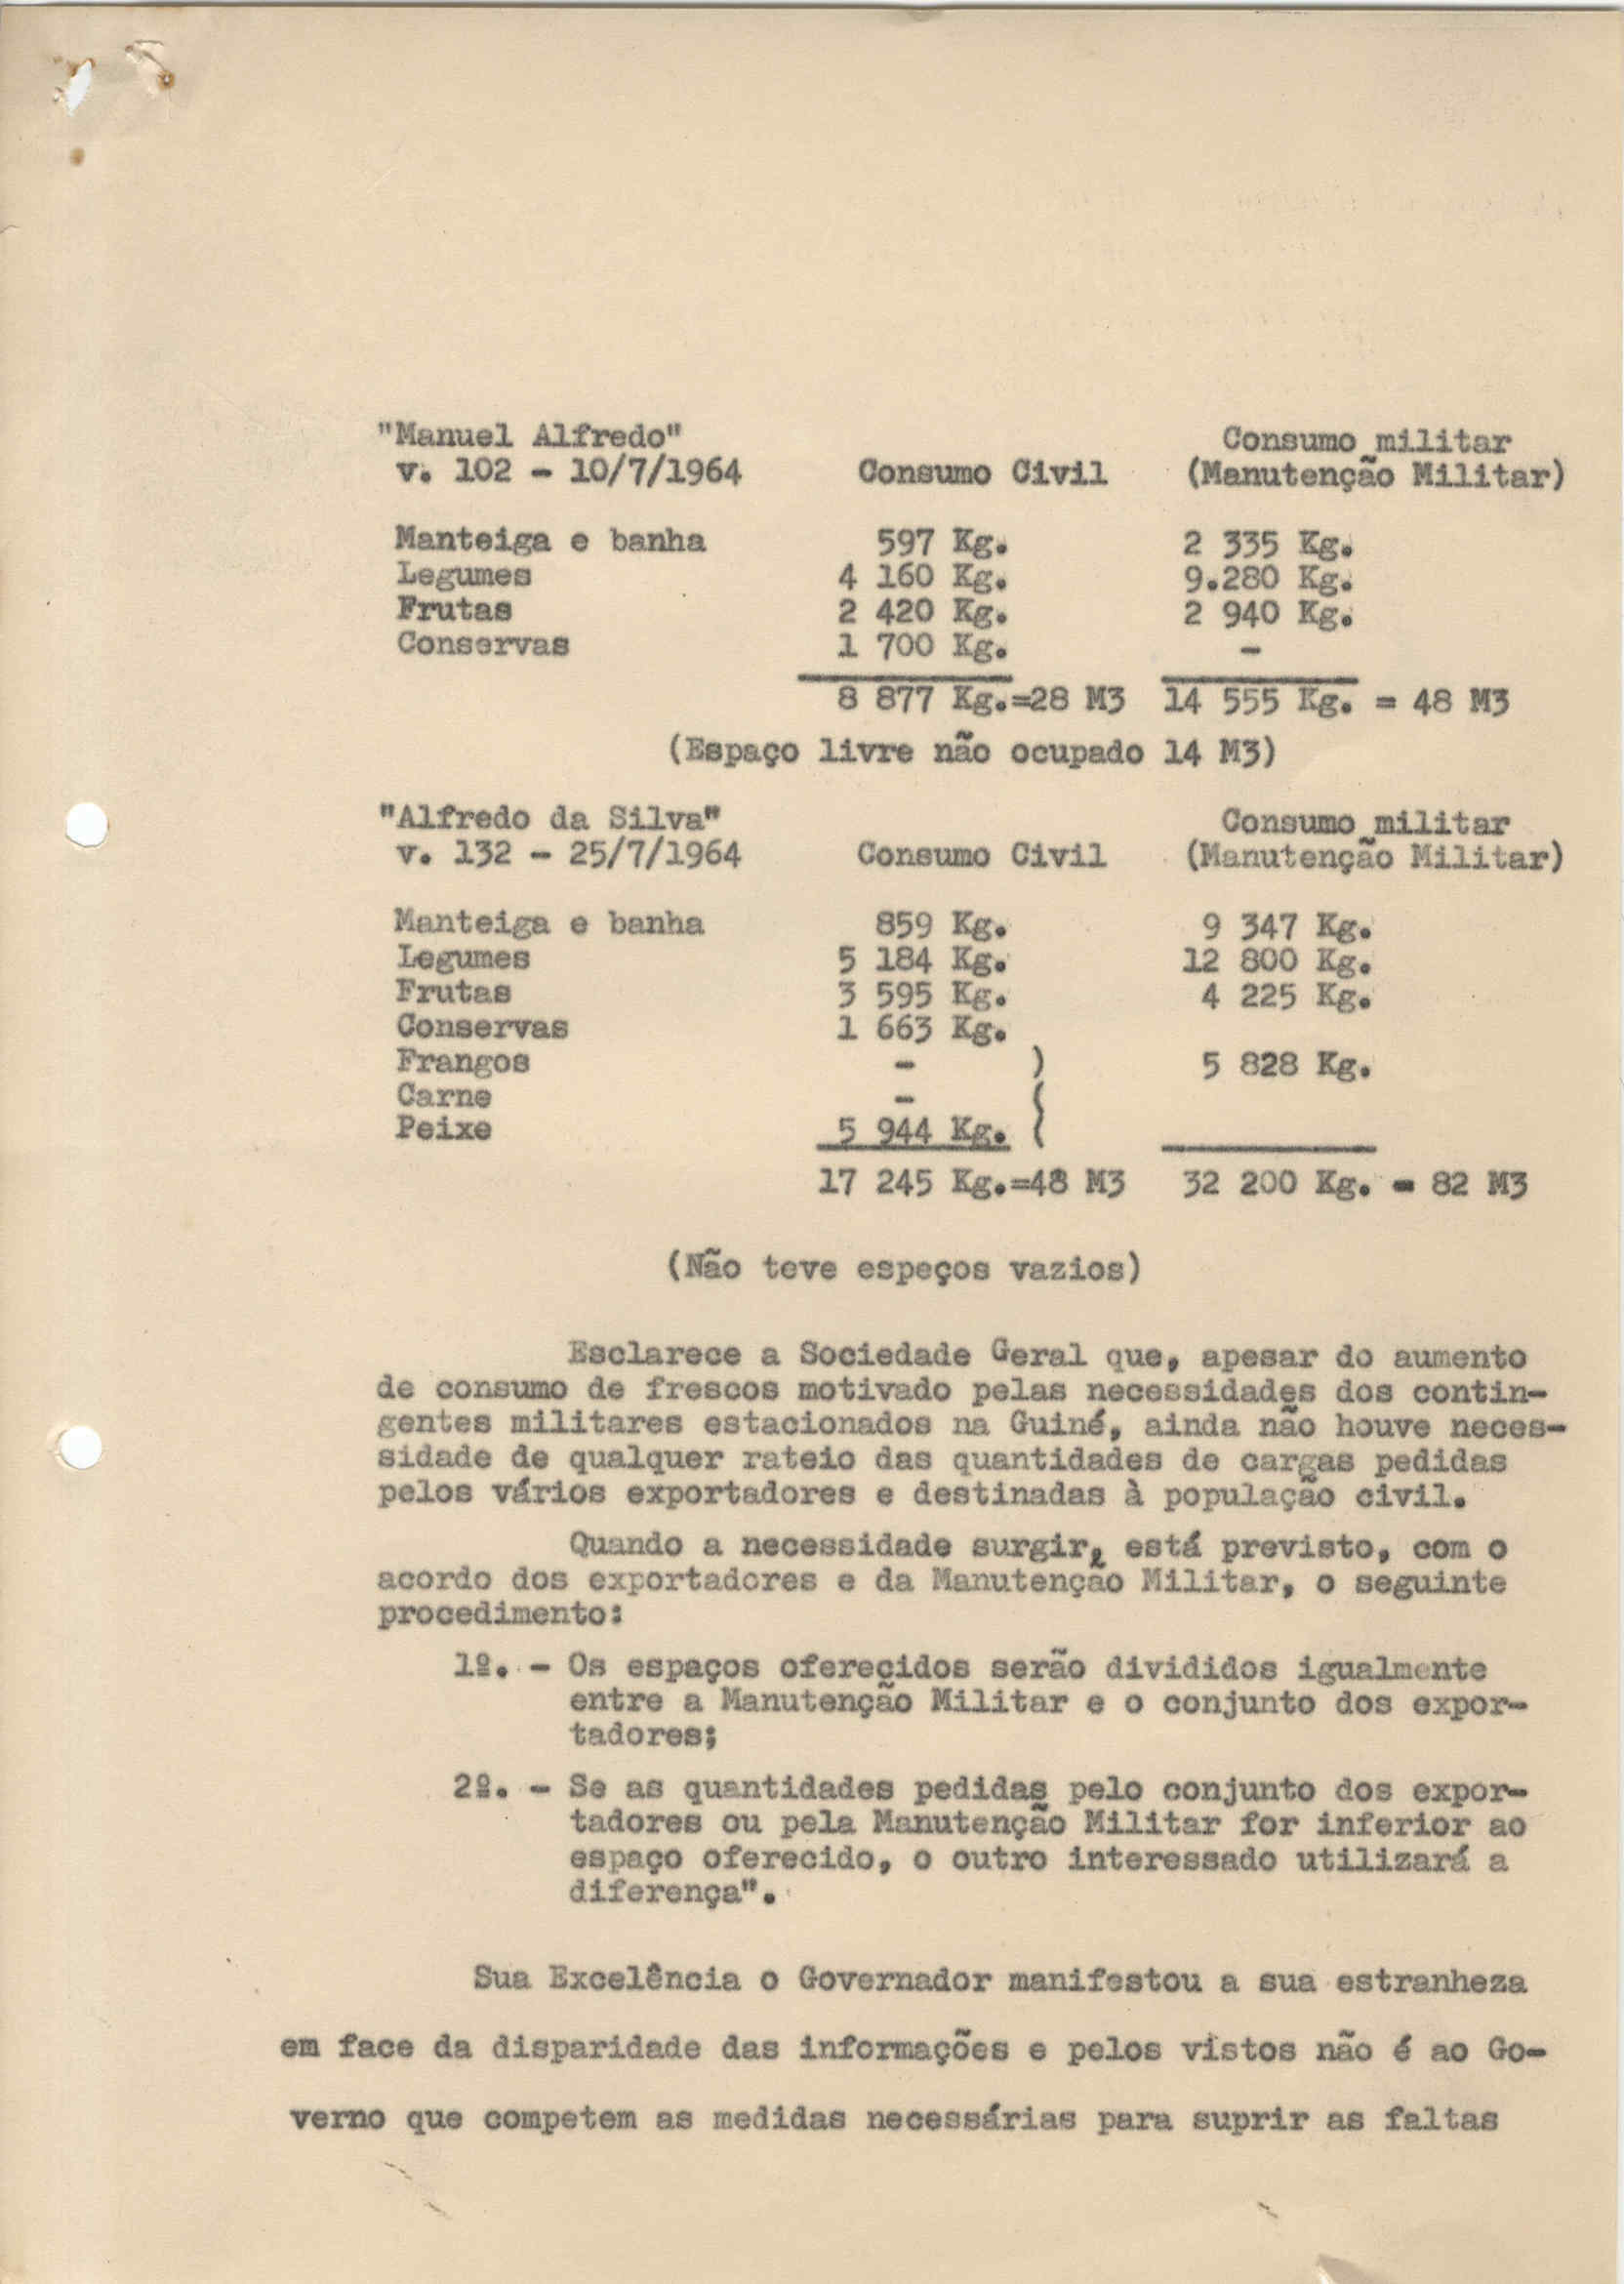 "Manuel Alfredo" Consumo militar
v. 102 - 10/7/1964 Consumo Civil (Manutenção Militar)
Manteiga e banha 597 Kg. 2 335 Kg.
Legumes 4 160 Kg. 9.280 Kg.
Frutas 2 420 Kg. 2 940 Kg.
Conservas 1 700 Kg. -
8 877 Kg.=28 M3 14 555 Kg. = 48 M3
(Espaço livre não ocupado 14 M3)
"Alfredo da Silva" Consumo militar
v. 132 - 25/7/1964 Consumo Civil (Manutenção Militar)
Manteiga e banha 859 Kg. 9 347 Kg.
Legumes 5 184 Kg. 12 800 Kg.
Frutas 3 595 Kg. 4 225 Kg.
Conservas 1 663 Kg.
Frangos - ) 5 828 Kg.
Carne - (
Peixe 5 944 Kg. (
17 245 Kg.=48 M3 32 200 Kg. = 82 M3
(Não teve espeços vazios)
Esclarece a Sociedade Geral que, apesar do aumento
de consumo de frescos motivado pelas necessidades dos contin-
gentes militares estacionados na Guiné, ainda não houve neces-
sidade de qualquer rateio das quantidades de cargas pedidas
pelos vários exportadores e destinadas à população civil.
Quando a necessidade surgir, está previsto, com o
acordo dos exportadores e da Manutenção Militar, o seguinte
procedimento:
1º. - Os espaços oferecidos serão divididos igualmente
entre a Manutenção Militar e o conjunto dos expor-
tadores;
2º. - Se as quantidades pedidas pelo conjunto dos expor-
tadores ou pela Manutenção Militar for inferior ao
espaço oferecido, o outro interessado utilizará a
diferença".
Sua Excelência o Governador manifestou a sua estranheza
em face da disparidade das informações e pelos vistos não é ao Go-
verno que competem as medidas necessárias para suprir as faltas